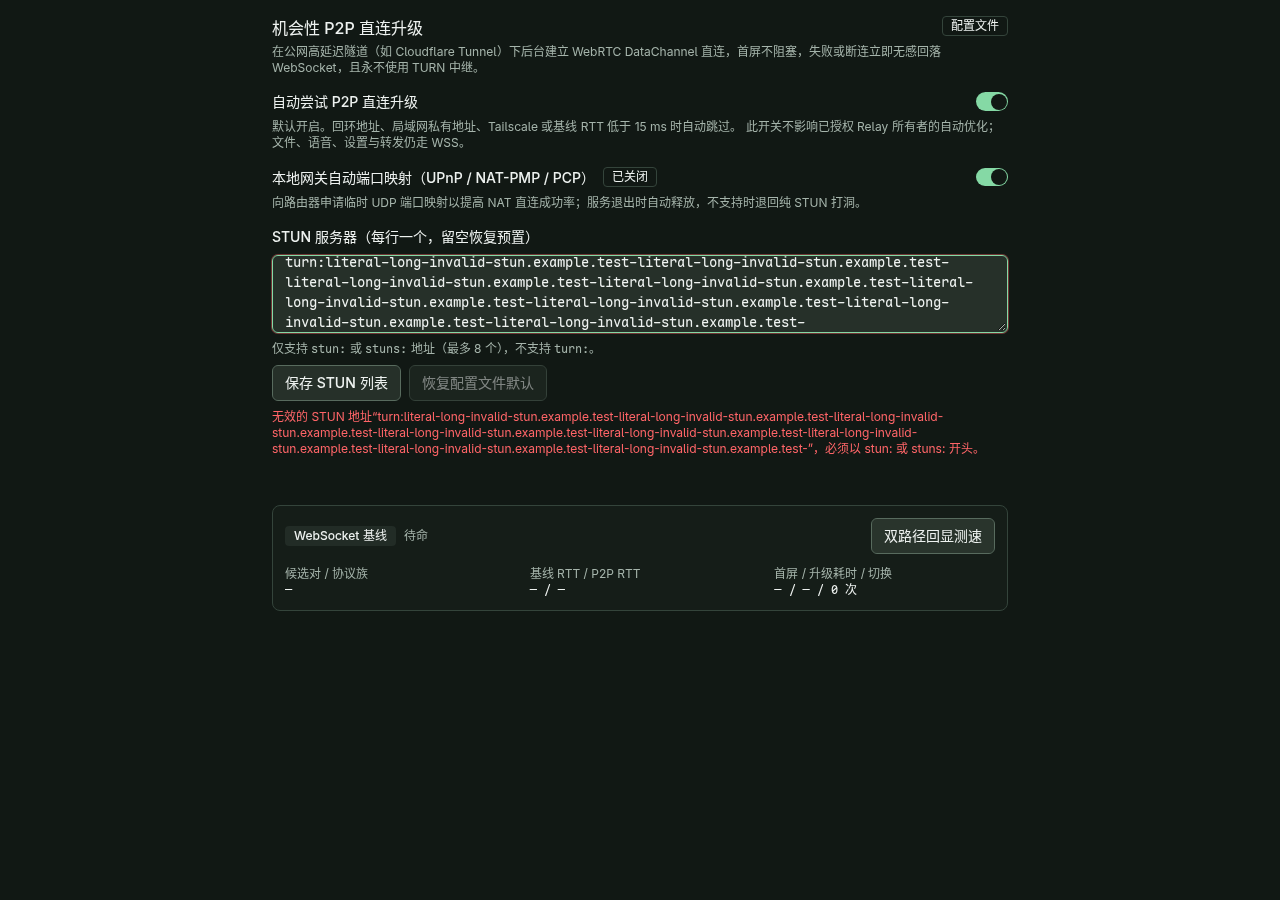 机会性 P2P 直连升级
配置文件
在公网高延迟隧道（如 Cloudflare Tunnel）下后台建立 WebRTC DataChannel 直连，首屏不阻塞，失败或断连立即无感回落
WebSocket，且永不使用 TURN 中继。
自动尝试 P2P 直连升级
默认开启。回环地址、局域网私有地址、Tailscale 或基线 RTT 低于 15 ms 时自动跳过。 此开关不影响已授权 Relay 所有者的自动优化；
文件、语音、设置与转发仍走 WSS。
本地网关自动端口映射（UPnP / NAT-PMP / PCP）
已关闭
向路由器申请临时 UDP 端口映射以提高 NAT 直连成功率；服务退出时自动释放，不支持时退回纯 STUN 打洞。
STUN 服务器（每行一个，留空恢复预置）
turn:literal-long-invalid-stun.example.test-literal-long-invalid-stun.example.test-
literal-long-invalid-stun.example.test-literal-long-invalid-stun.example.test-literal-
long-invalid-stun.example.test-literal-long-invalid-stun.example.test-literal-long-
invalid-stun.example.test-literal-long-invalid-stun.example.test-
仅支持 stun: 或 stuns: 地址（最多 8 个），不支持 turn:。
保存 STUN 列表
恢复配置文件默认
无效的 STUN 地址“turn:literal-long-invalid-stun.example.test-literal-long-invalid-stun.example.test-literal-long-invalid-
stun.example.test-literal-long-invalid-stun.example.test-literal-long-invalid-stun.example.test-literal-long-invalid-
stun.example.test-literal-long-invalid-stun.example.test-literal-long-invalid-stun.example.test-”，必须以 stun: 或 stuns: 开头。
WebSocket 基线
待命
双路径回显测速
候选对 / 协议族
基线 RTT / P2P RTT
首屏 / 升级耗时 / 切换
—
— / —
— / — / 0 次